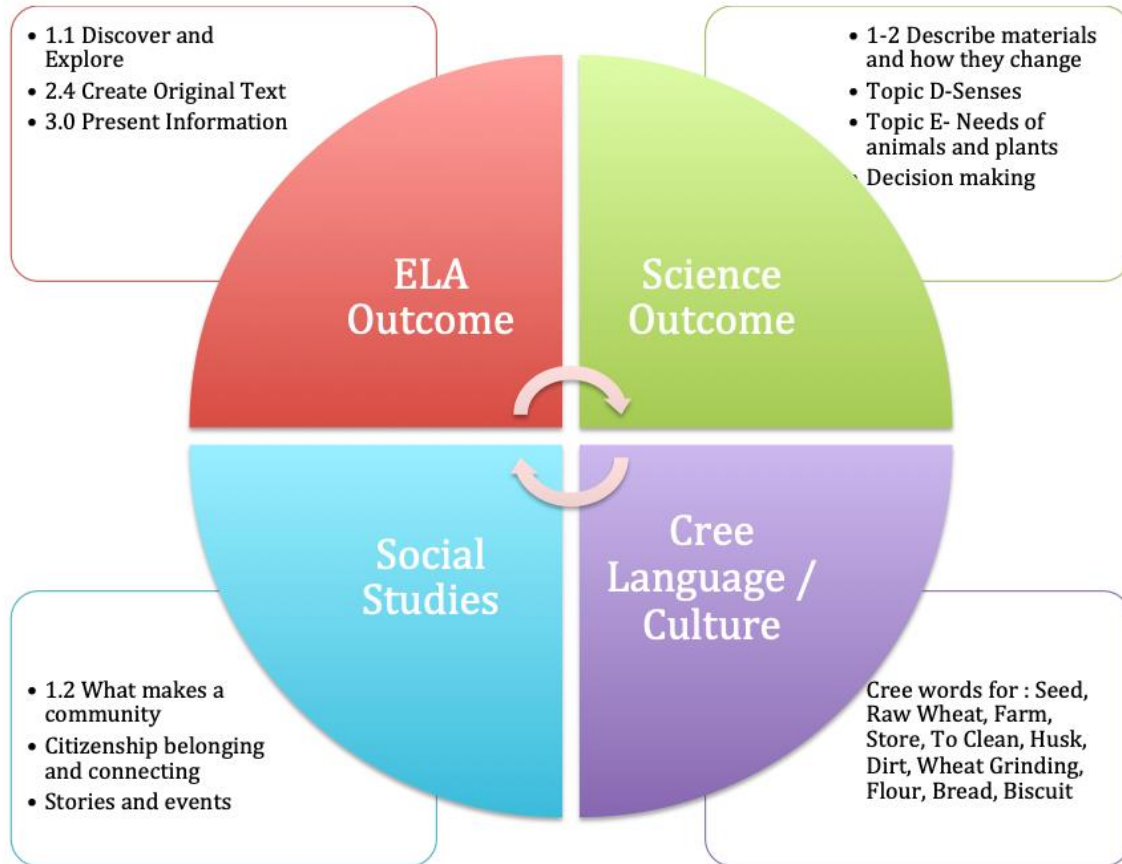 • 1.1 Discover and
Explore
• 2.4 Create Original Text
• 3.0 Present Information
• 1-2 Describe materials
and how they change
• Topic D-Senses
• Topic E- Needs of
animals and plants
• Decision making
ELA
Outcome
Science
Outcome
Social
Studies
Cree
Language /
Culture
• 1.2 What makes a
community
• Citizenship belonging
and connecting
• Stories and events
Cree words for : Seed,
Raw Wheat, Farm,
Store, To Clean, Husk,
Dirt, Wheat Grinding,
Flour, Bread, Biscuit